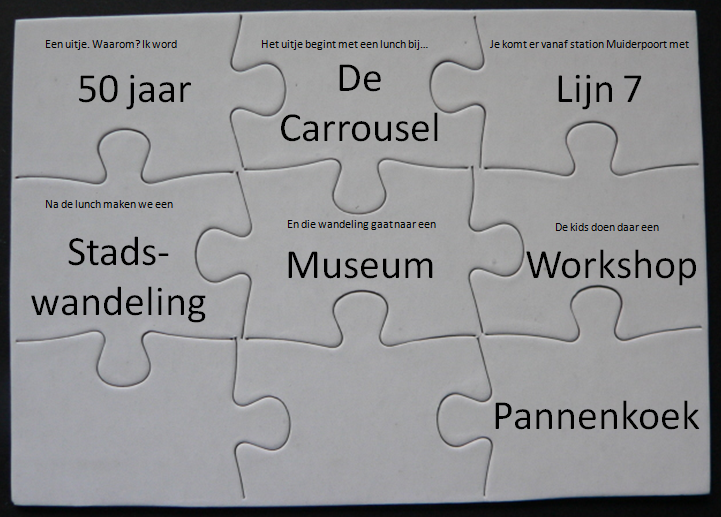 Een uitje. Waarom? Ik word
50 jaar
Het uitje begint met een lunch bij...
De
Carrousel
Je komt er vanaf station Muiderpoort met
Lijn 7
Na de lunch maken we een
Stads-
wandeling
En die wandeling gaat naar een
Museum
De kids doen daar een
Workshop
Pannenkoek